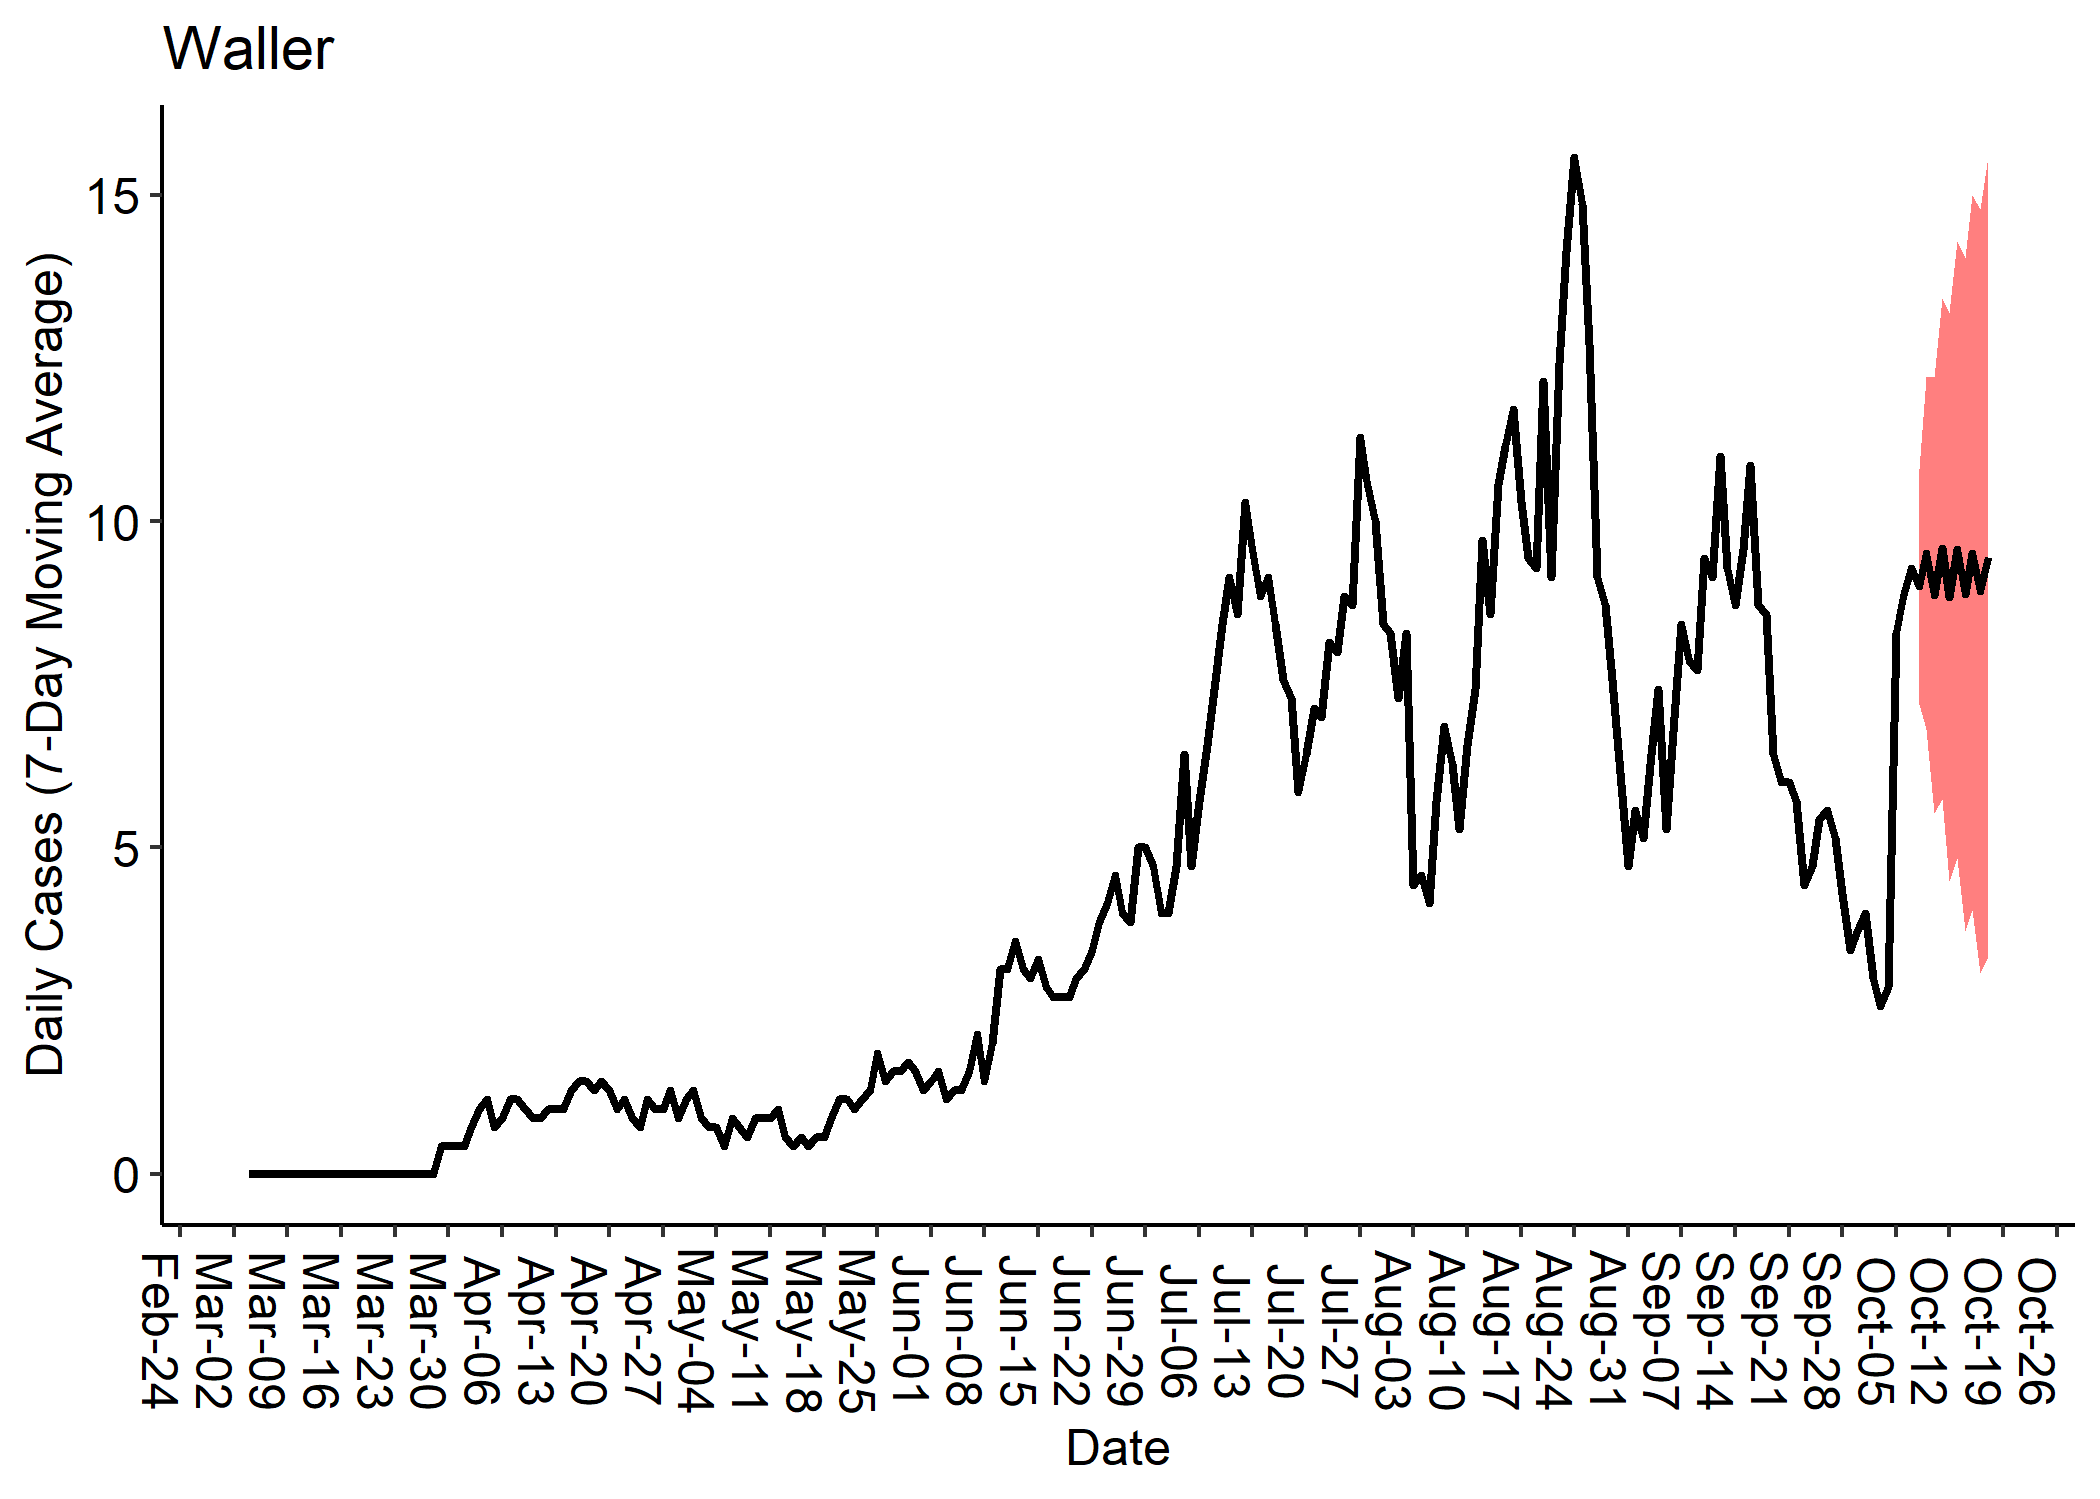 Waller
Daily Cases (7-Day Moving Average)
15
10
5
0
Feb-24
Mar-02
Mar-09
Mar-16
Mar-23
Mar-30
Apr-06
Apr-13
Apr-20
Apr-27
May-04
May-11
May-18
May-25
Jun-01
Jun-08
Jun-15
Jun-22
Jun-29
Jul-06
Jul-13
Jul-20
Jul-27
Aug-03
Aug-10
Aug-17
Aug-24
Aug-31
Sep-07
Sep-14
Sep-21
Sep-28
Oct-05
Oct-12
Oct-19
Oct-26
Date